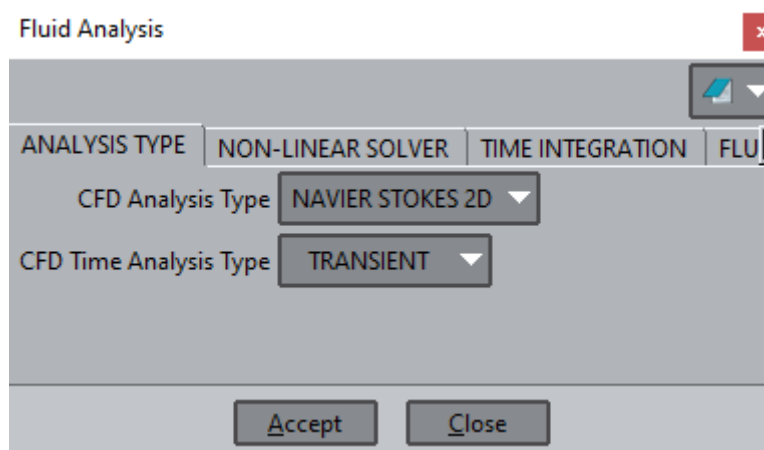 Fluid Analysis
x
ANALYSIS TYPE NON-LINEAR SOLVER TIME INTEGRATION FLU
CFD Analysis Type NAVIER STOKES 2D
CFD Time Analysis Type TRANSIENT
Accept Close